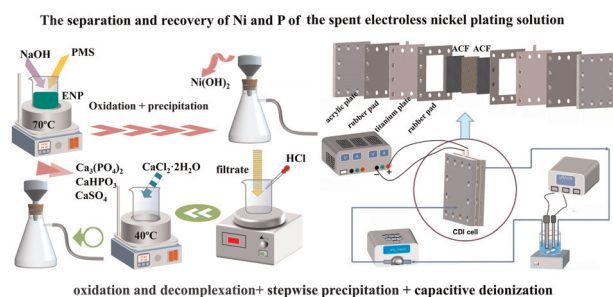 The separation and recovery of Ni and P of the spent electroless nickel plating solution
NaOH
PMS
ENP
70°C
Oxidation + precipitation
Ni(OH)₂
ACF ACF
acrylic plate
rubber pad
titanium plate
rubber pad
Ca₃(PO₄)₂
CaHPO₃
CaSO₄
CaCl₂·2H₂O
40°C
filtrate
HCl
- +
CDI cell
oxidation and decomplexation+ stepwise precipitation + capacitive deionization